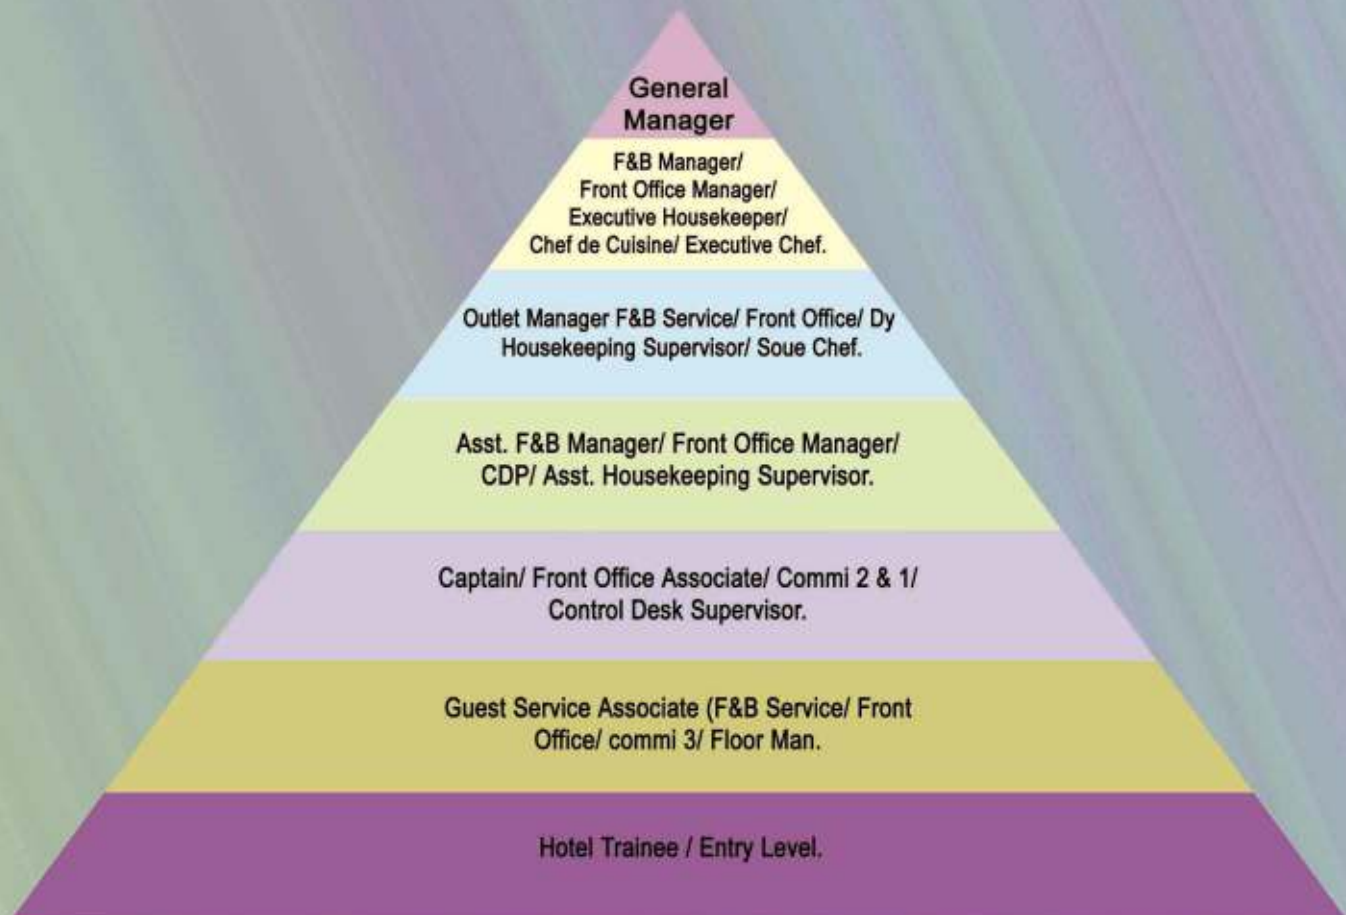 General
Manager
F&B Manager/
Front Office Manager/
Executive Housekeeper/
Chef de Cuisine/ Executive Chef.
Outlet Manager F&B Service/ Front Office/ Dy
Housekeeping Supervisor/ Soue Chef.
Asst. F&B Manager/ Front Office Manager/
CDP/ Asst. Housekeeping Supervisor.
Captain/ Front Office Associate/ Commi 2 & 1/
Control Desk Supervisor.
Guest Service Associate (F&B Service/ Front
Office/ commi 3/ Floor Man.
Hotel Trainee / Entry Level.